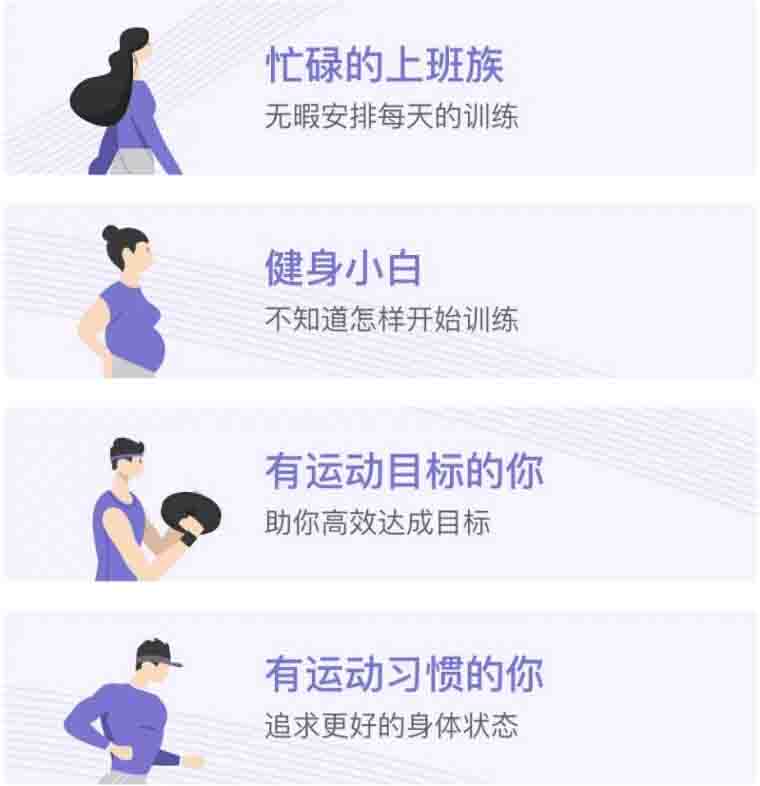 忙碌的上班族
无暇安排每天的训练
健身小白
不知道怎样开始训练
有运动目标的你
助你高效达成目标
有运动习惯的你
追求更好的身体状态